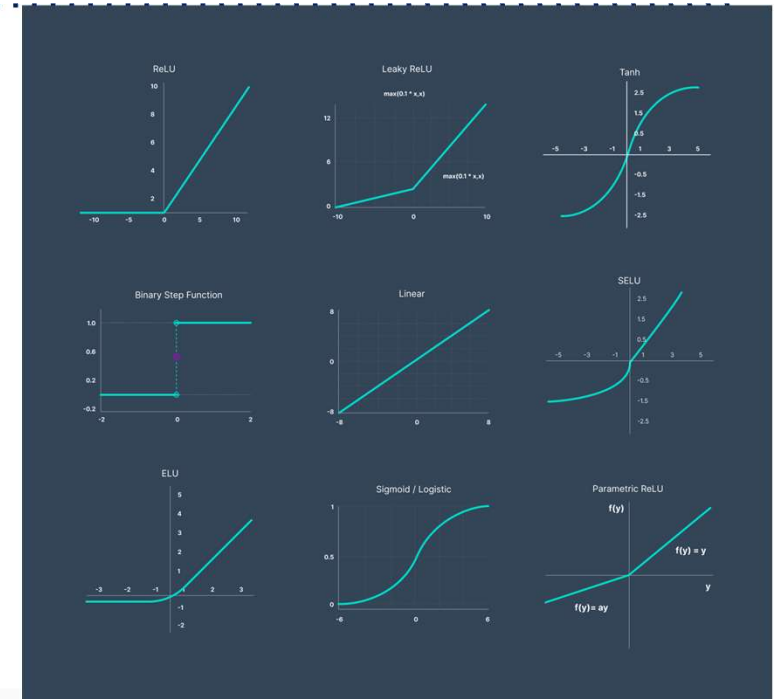 ReLU
10
8
6
4
2
-10 -5 0 5 10
Leaky ReLU
max(0.1 * x,x)
12
6
max(0.1 * x,x)
0
-10 0 10
Tanh
2.5
1.5
0.5
-5 -3 -1 1 3 5
-0.5
-1.5
-2.5
Binary Step Function
1.0
0.6
0.2
-0.2
-2 0 2
Linear
8
0
-8
-8 0 8
SELU
2.5
1.5
0.5
-5 -3 -1 1 3 5
-0.5
-1.5
-2.5
ELU
5
4
3
2
1
-3 -2 -1 1 2 3
-1
-2
Sigmoid / Logistic
1
0.5
0
-6 0 6
Parametric ReLU
f(y)
f(y) = y
y
f(y)= ay